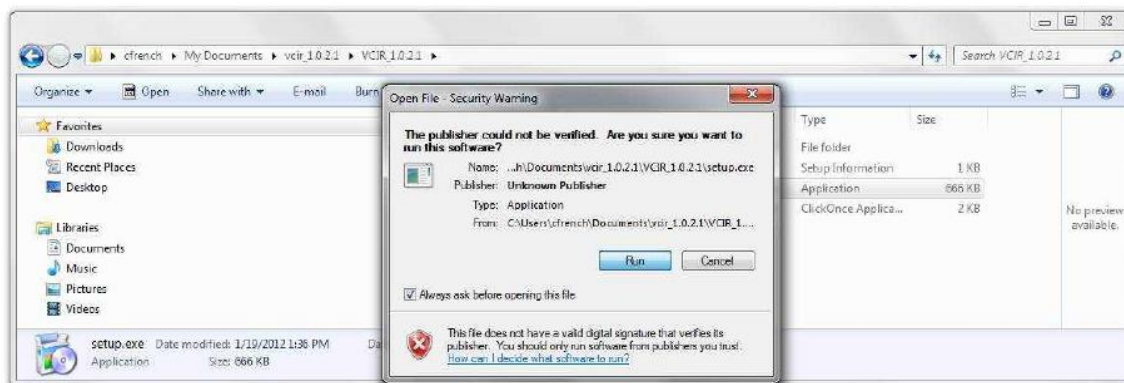 cfrench ▸ My Documents ▸ vcir_1.0.2.1 ▸ VCIR_1.0.2.1 ▸
Search VCIR_1.0.2.1
Organize Open Share with E-mail Burn
Open File - Security Warning
The publisher could not be verified. Are you sure you want to
run this software?
Name: ...h\Documents\vcir_1.0.2.1\VCIR_1.0.2.1\setup.exe
Publisher: Unknown Publisher
Type: Application
From: C:\Users\cfrench\Documents\vcir_1.0.2.1\VCIR_1....
Run Cancel
Always ask before opening this file
This file does not have a valid digital signature that verifies its
publisher. You should only run software from publishers you trust.
How can I decide what software to run?
Favorites
Downloads
Recent Places
Desktop
Libraries
Documents
Music
Pictures
Videos
Type Size
File folder
Setup Information 1 KB
Application 666 KB
ClickOnce Applica... 2 KB
No preview
available.
setup.exe Date modified: 1/19/2012 1:36 PM Da
Application Size: 666 KB